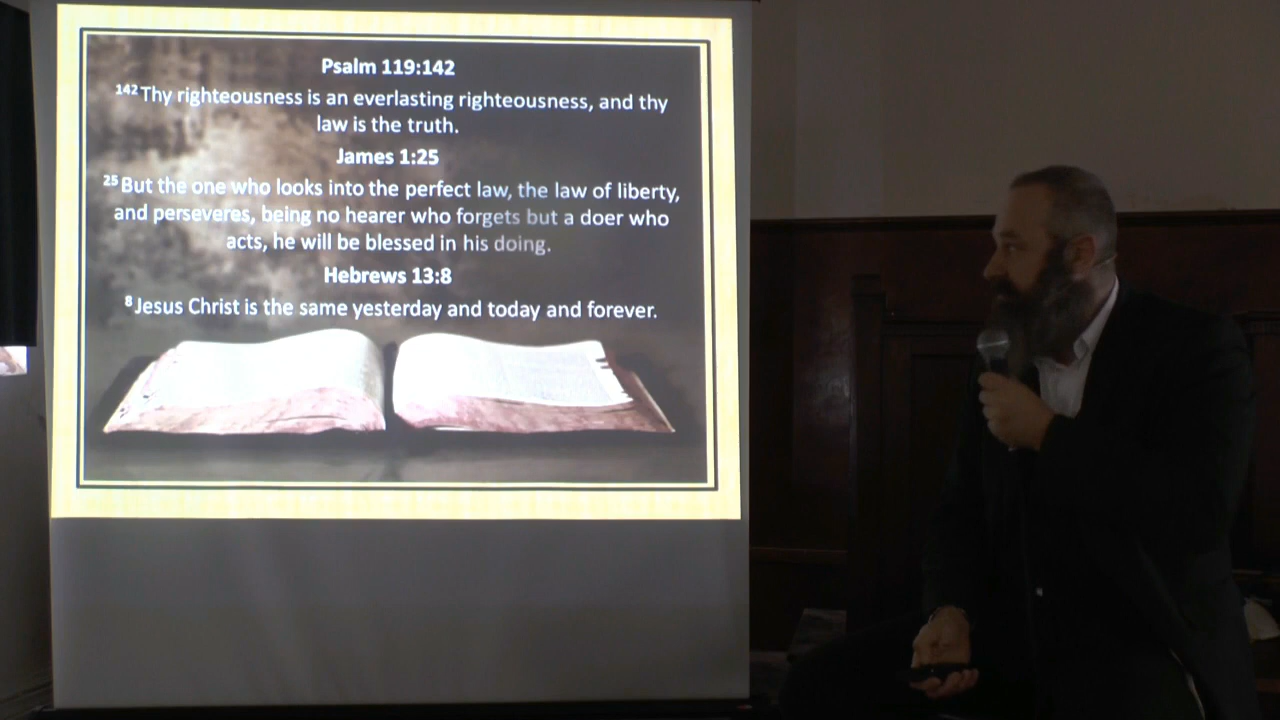 Psalm 119:142
142 Thy righteousness is an everlasting righteousness, and thy
law is the truth.
James 1:25
25 But the one who looks into the perfect law, the law of liberty,
and perseveres, being no hearer who forgets but a doer who
acts, he will be blessed in his doing.
Hebrews 13:8
8 Jesus Christ is the same yesterday and today and forever.